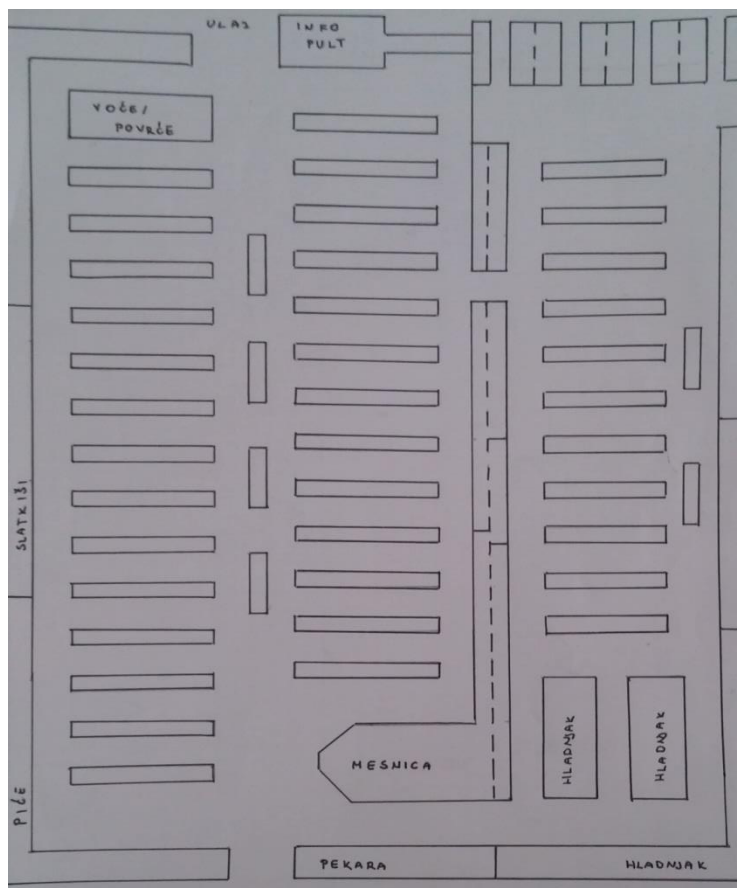 ULAZ
INFO
PULT
VOĆE/
POVRĆE
SLATKIŠI
PIĆE
MESNICA
HLADNJAK
HLADNJAK
PEKARA
HLADNJAK